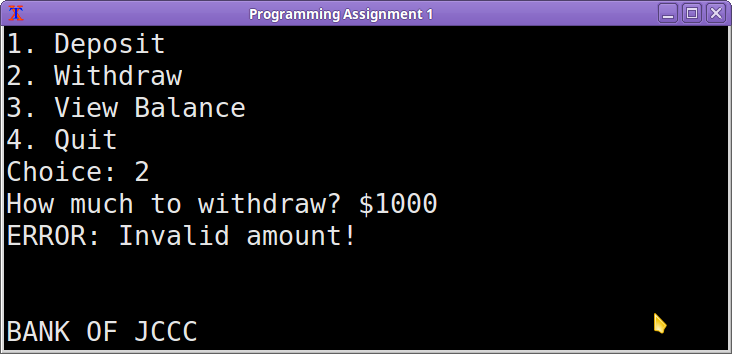 Programming Assignment 1
1. Deposit
2. Withdraw
3. View Balance
4. Quit
Choice: 2
How much to withdraw? $1000
ERROR: Invalid amount!
BANK OF JCCC